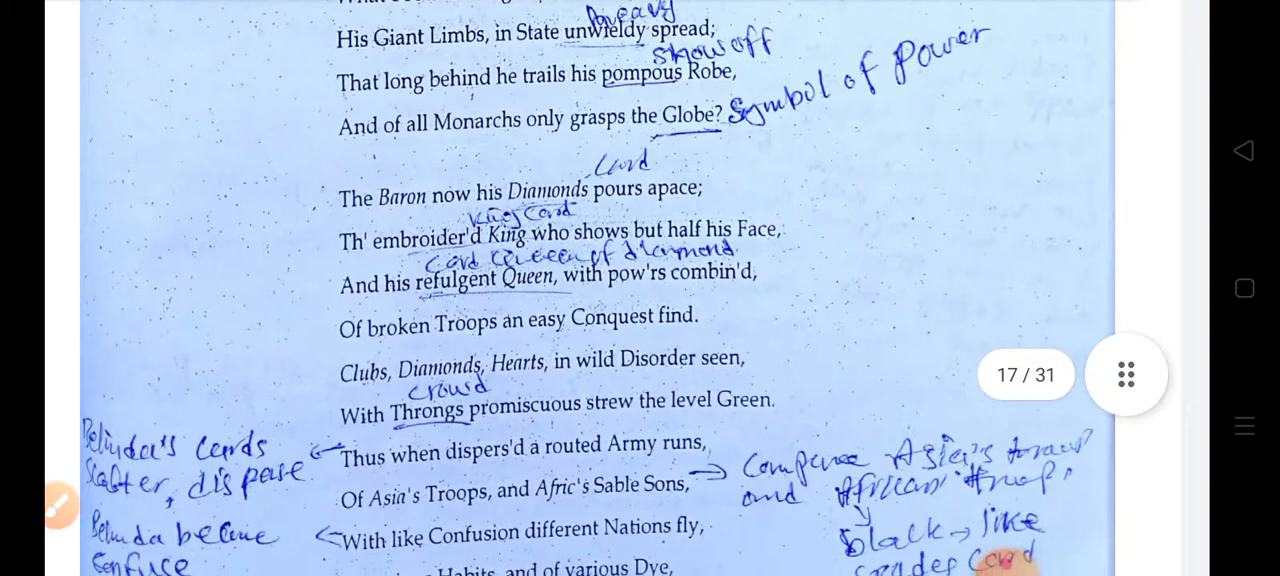 heavy
His Giant Limbs, in State unwieldy spread;
show off
That long behind he trails his pompous Robe,
And of all Monarchs only grasps the Globe? Symbol of Power
Card
The Baron now his Diamonds pours apace;
King Card
Th' embroider'd King who shows but half his Face,
Card Queen of Diamond
And his refulgent Queen, with pow'rs combin'd,
Of broken Troops an easy Conquest find.
Clubs, Diamonds, Hearts, in wild Disorder seen,
17 / 31
Crowd
With Throngs promiscuous strew the level Green.
Belinda's cards
Thus when dispers'd a routed Army runs,
Scatter, dispese
Compare Asia's
Of Asia's Troops, and Afric's Sable Sons,
and African
Belinda become
With like Confusion different Nations fly,
black → like
Confuse
Card
Habits, and of various Dye,